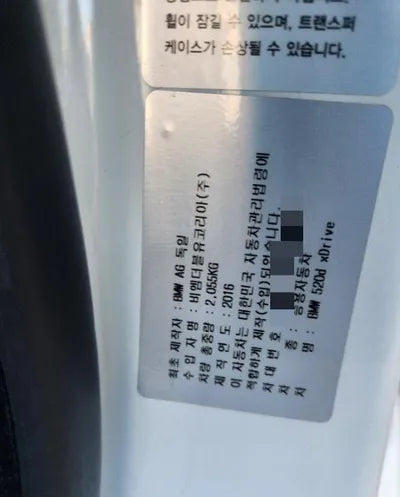 휠이 잠길 수 있으며, 트랜스퍼
케이스가 손상될 수 있습니다.
최초 제작자 : BMW AG 독일
수 입 자 명 : 비엠더블유코리아(주)
차량 총중량 : 2,055KG
제 작 연 도 : 2016
이 자동차는 대한민국 자동차관리법령에
적합하게 제작(수입)되었습니다.
차 대 번 호 :
차 종 : 승용자동차
차 명 : BMW 520d xDrive